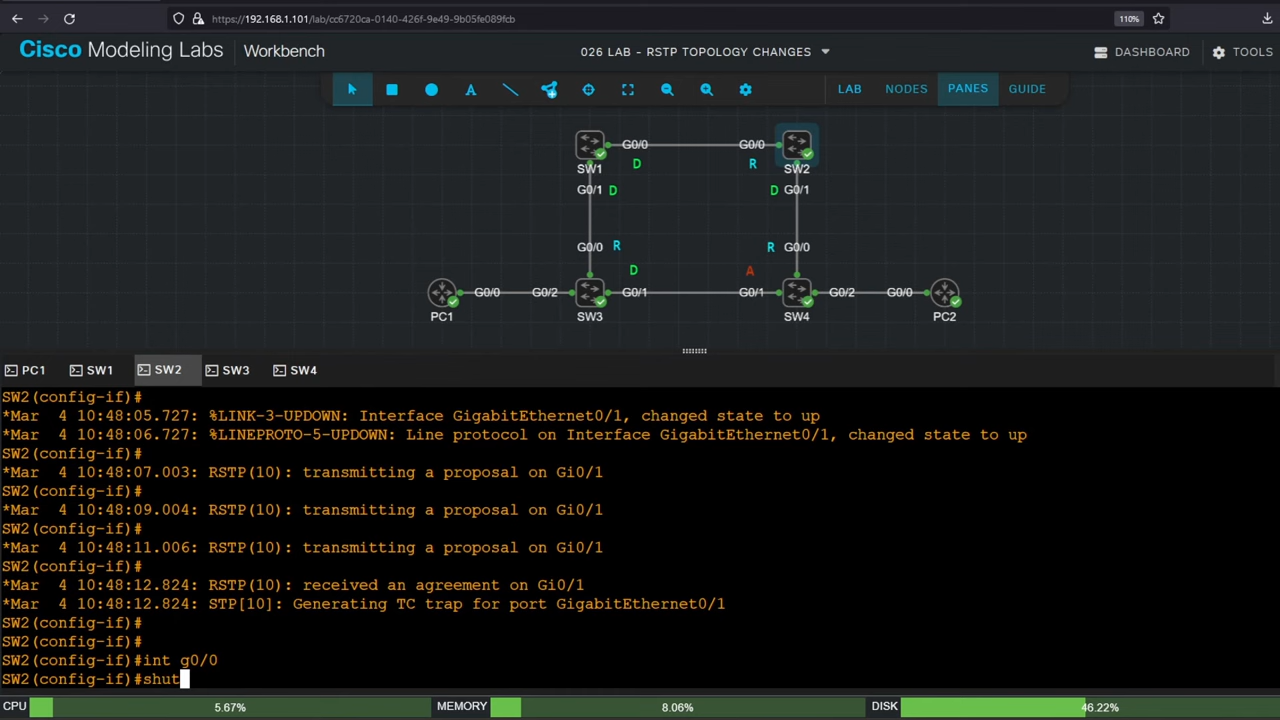 https://192.168.1.101/lab/cc6720ca-0140-426f-9e49-9b05fe089fcb
110%
Cisco Modeling Labs
Workbench
026 LAB - RSTP TOPOLOGY CHANGES
DASHBOARD
TOOLS
A
LAB
NODES
PANES
GUIDE
G0/0
G0/0
D
R
SW1
SW2
G0/1
D
D
G0/1
G0/0
R
R
G0/0
D
A
G0/0
G0/2
G0/1
G0/1
G0/2
G0/0
PC1
SW3
SW4
PC2
PC1
SW1
SW2
SW3
SW4
SW2(config-if)#
*Mar  4 10:48:05.727: %LINK-3-UPDOWN: Interface GigabitEthernet0/1, changed state to up
*Mar  4 10:48:06.727: %LINEPROTO-5-UPDOWN: Line protocol on Interface GigabitEthernet0/1, changed state to up
SW2(config-if)#
*Mar  4 10:48:07.003: RSTP(10): transmitting a proposal on Gi0/1
SW2(config-if)#
*Mar  4 10:48:09.004: RSTP(10): transmitting a proposal on Gi0/1
SW2(config-if)#
*Mar  4 10:48:11.006: RSTP(10): transmitting a proposal on Gi0/1
SW2(config-if)#
*Mar  4 10:48:12.824: RSTP(10): received an agreement on Gi0/1
*Mar  4 10:48:12.824: STP[10]: Generating TC trap for port GigabitEthernet0/1
SW2(config-if)#
SW2(config-if)#
SW2(config-if)#int g0/0
SW2(config-if)#shut
CPU
5.67%
MEMORY
8.06%
DISK
46.22%